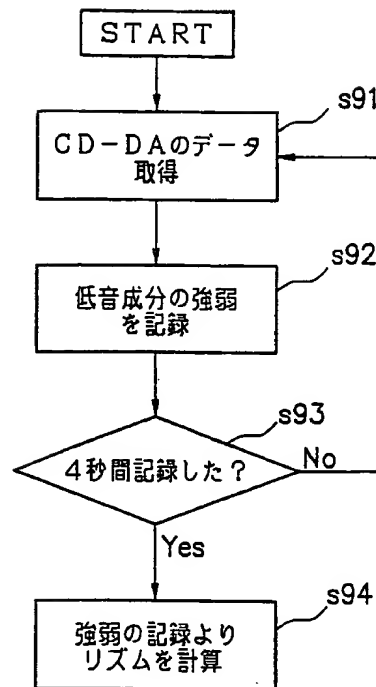 START
s91
CD-DAのデータ
取得
s92
低音成分の強弱
を記録
s93
4秒間記録した?
No
Yes
s94
強弱の記録より
リズムを計算